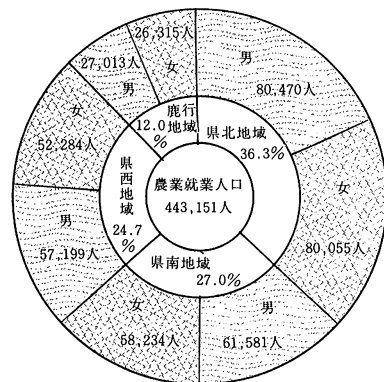 26,315人
女
男
80,470人
27,013人
男
鹿行
地域
12.0
%
県北地域
36.3%
女
52,284人
農業就業人口
443,151人
女
80,055人
県西地域
24.7
%
男
57,199人
県南地域
27.0%
女
58,234人
男
61,581人